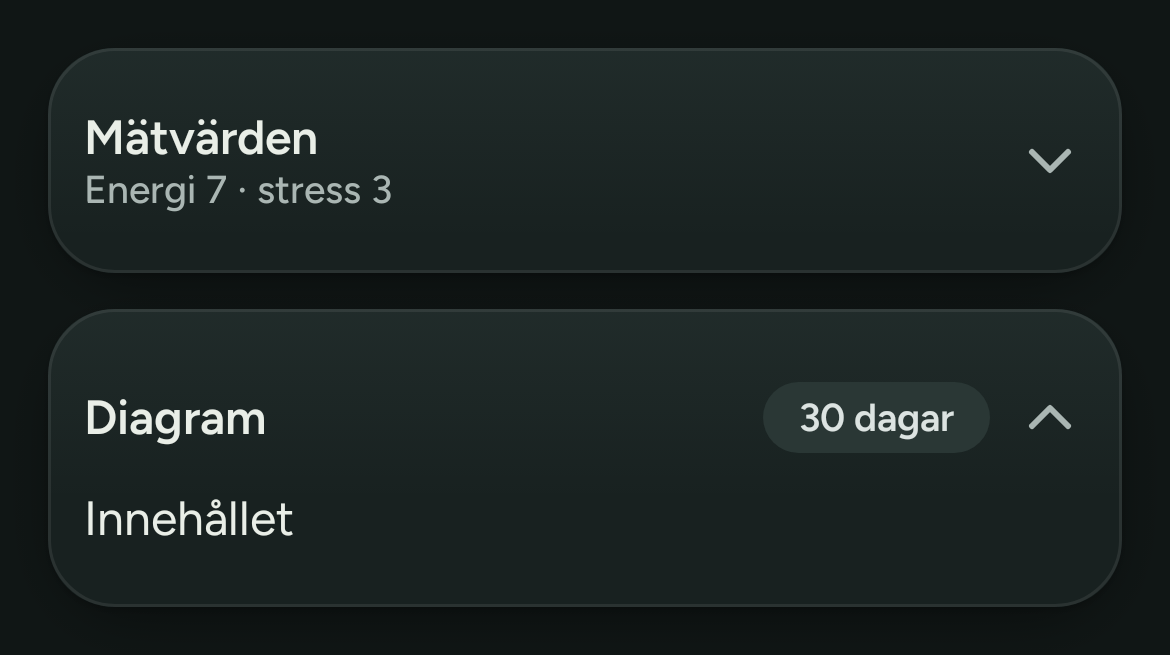 Mätvärden
Energi 7 · stress 3
Diagram
30 dagar
Innehållet